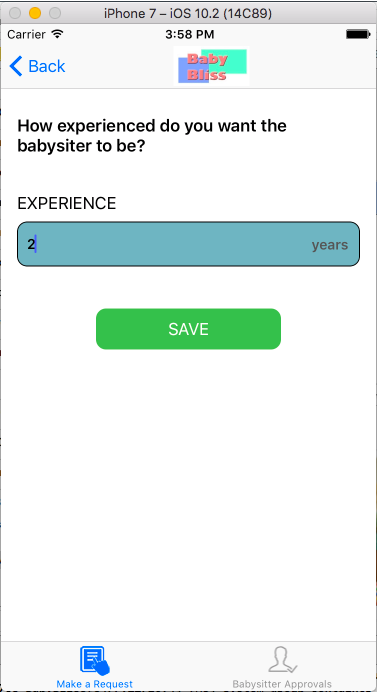 iPhone 7 – iOS 10.2 (14C89)
Carrier 3:58 PM
Back
Baby
Bliss
How experienced do you want the
babysiter to be?
EXPERIENCE
2 years
SAVE
Make a Request Babysitter Approvals